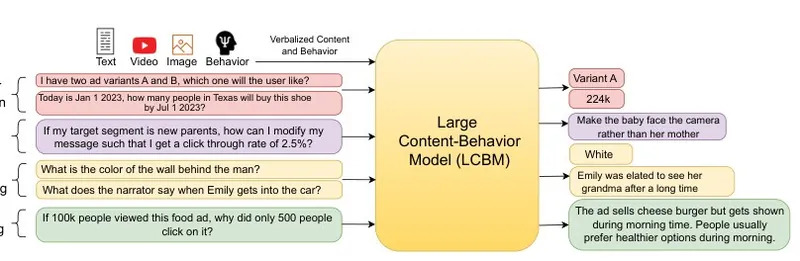 Text
Video
Image
Behavior
Verbalized Content
and Behavior
n
I have two ad variants A and B, which one will the user like?
Today is Jan 1 2023, how many people in Texas will buy this shoe
by Jul 1 2023?
If my target segment is new parents, how can I modify my
message such that I get a click through rate of 2.5%?
g
What is the color of the wall behind the man?
What does the narrator say when Emily gets into the car?
g
If 100k people viewed this food ad, why did only 500 people
click on it?
Large
Content-Behavior
Model (LCBM)
Variant A
224k
Make the baby face the camera
rather than her mother
White
Emily was elated to see her
grandma after a long time
The ad sells cheese burger but gets shown
during morning time. People usually
prefer healthier options during morning.